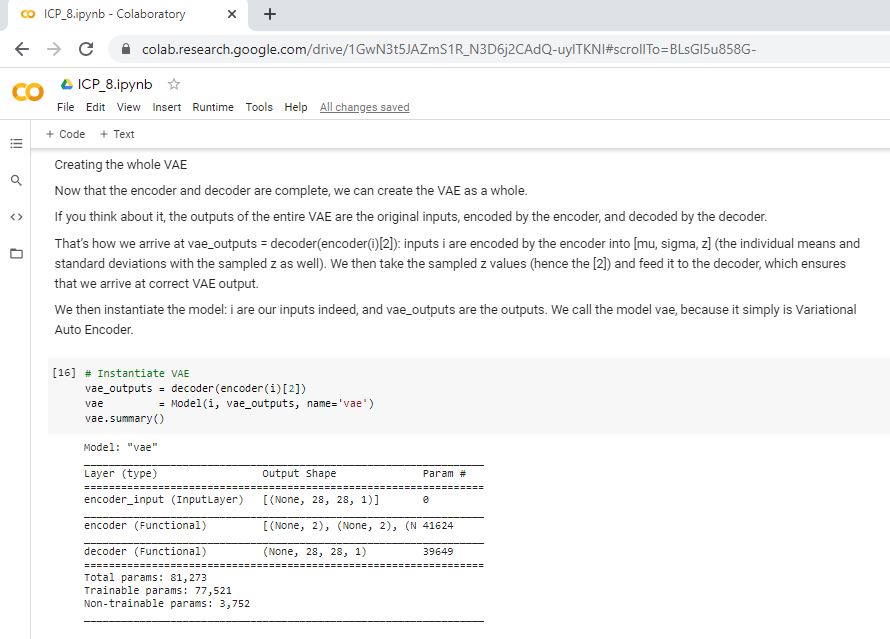 ICP_8.ipynb - Colaboratory
colab.research.google.com/drive/1GwN3t5JAZmS1R_N3D6j2CAdQ-uylTKNI#scrollTo=BLsGl5u858G-
ICP_8.ipynb
File Edit View Insert Runtime Tools Help All changes saved
+ Code + Text
Creating the whole VAE
Now that the encoder and decoder are complete, we can create the VAE as a whole.
If you think about it, the outputs of the entire VAE are the original inputs, encoded by the encoder, and decoded by the decoder.
That's how we arrive at vae_outputs = decoder(encoder(i)[2]): inputs i are encoded by the encoder into [mu, sigma, z] (the individual means and
standard deviations with the sampled z as well). We then take the sampled z values (hence the [2]) and feed it to the decoder, which ensures
that we arrive at correct VAE output.
We then instantiate the model: i are our inputs indeed, and vae_outputs are the outputs. We call the model vae, because it simply is Variational
Auto Encoder.
[16] # Instantiate VAE
vae_outputs = decoder(encoder(i)[2])
vae = Model(i, vae_outputs, name='vae')
vae.summary()
Model: "vae"
Layer (type) Output Shape Param #
encoder_input (InputLayer) [(None, 28, 28, 1)] 0
encoder (Functional) [(None, 2), (None, 2), (N 41624
decoder (Functional) (None, 28, 28, 1) 39649
Total params: 81,273
Trainable params: 77,521
Non-trainable params: 3,752